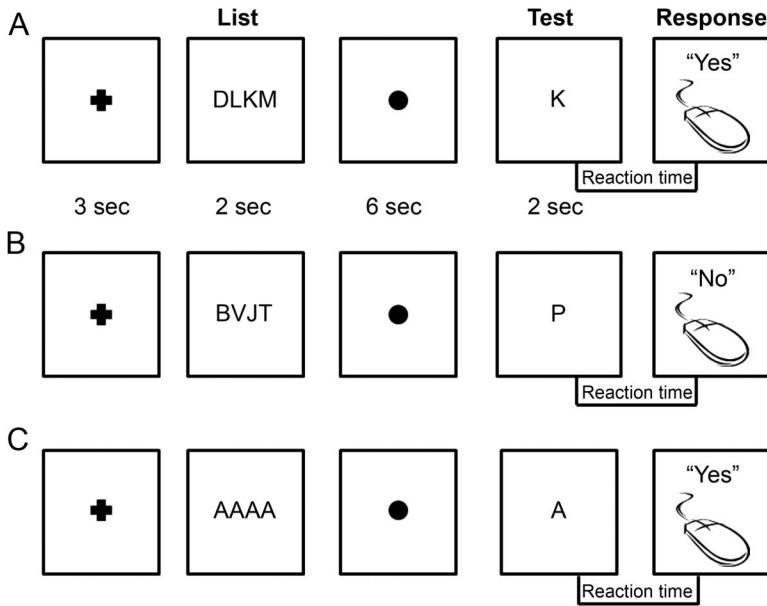 A
List
Test
Response
DLKM
K
“Yes”
Reaction time
3 sec
2 sec
6 sec
2 sec
B
BVJT
P
“No”
Reaction time
C
AAAA
A
“Yes”
Reaction time